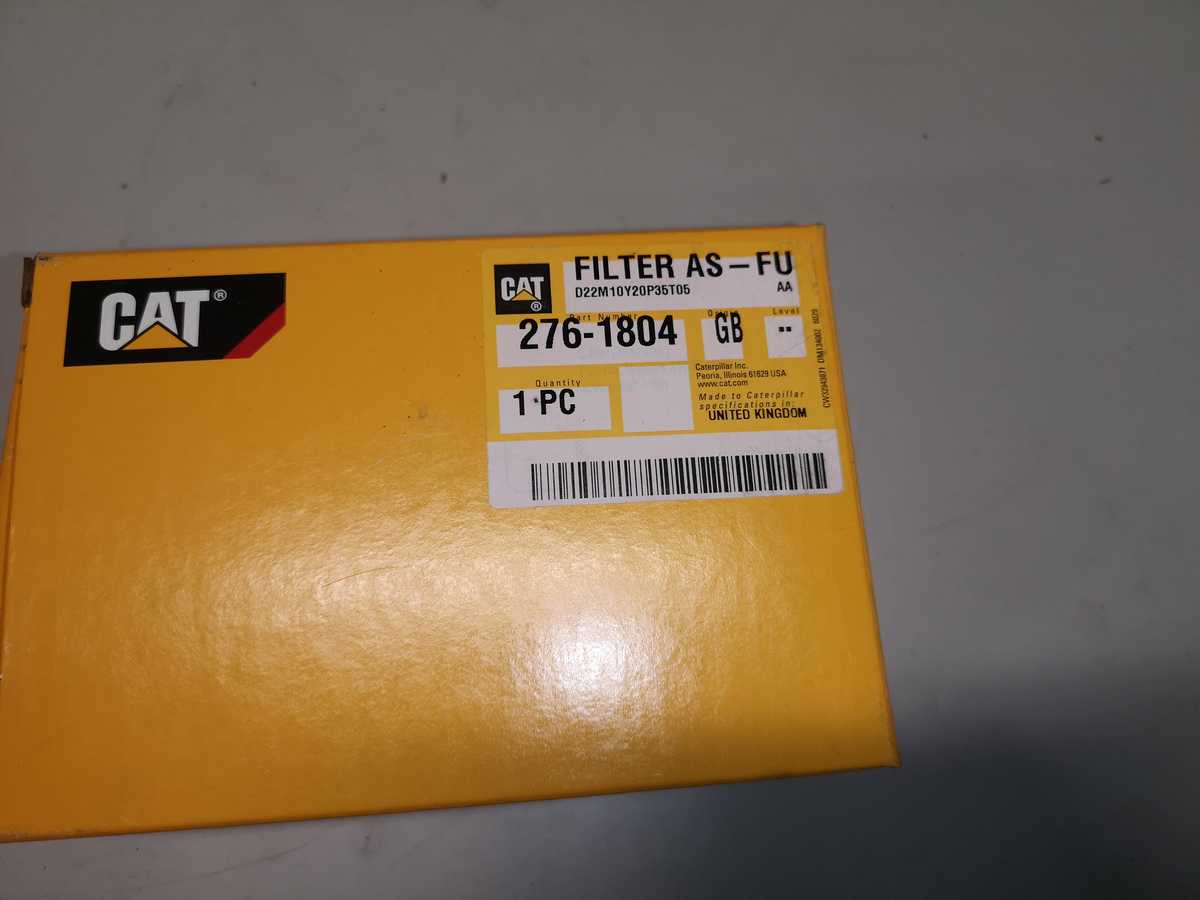 CAT®
CAT®
FILTER AS-FU
D22M10Y20P35T05 AA
Part Number Origin Level
276-1804 GB --
Quantity
1 PC
Caterpillar Inc.
Peoria, Illinois 61629 USA
www.cat.com
Made to Caterpillar
specifications in:
UNITED KINGDOM